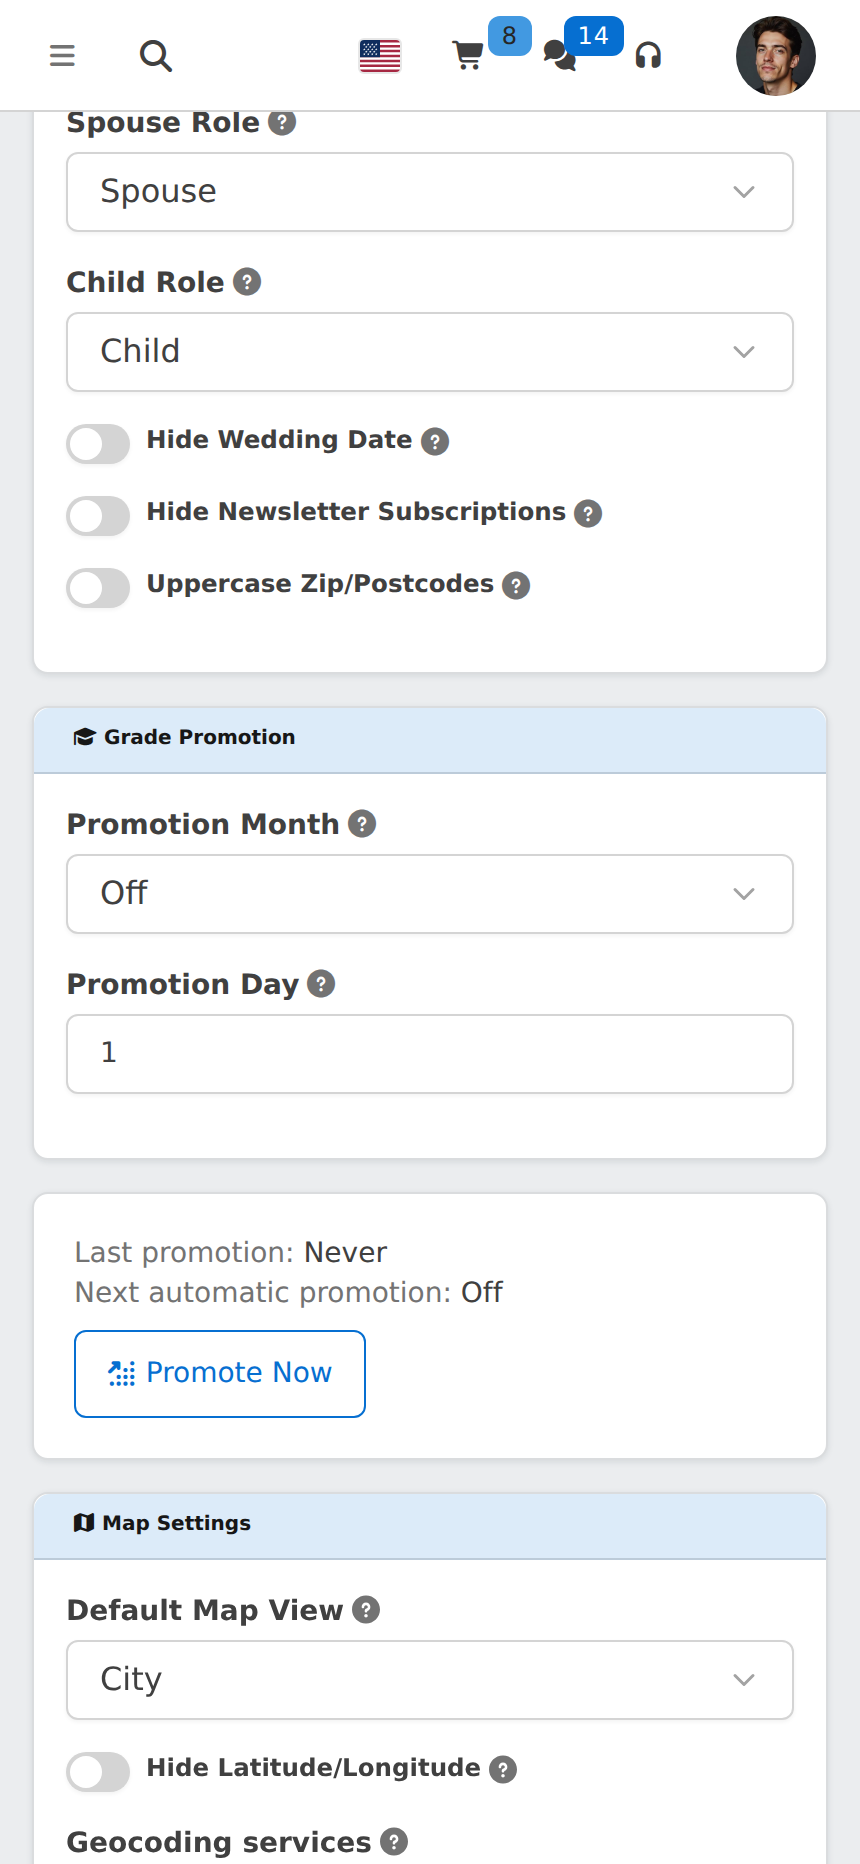 8
14
Spouse Role
Spouse
Child Role
Child
Hide Wedding Date
Hide Newsletter Subscriptions
Uppercase Zip/Postcodes
Grade Promotion
Promotion Month
Off
Promotion Day
1
Last promotion: Never
Next automatic promotion: Off
Promote Now
Map Settings
Default Map View
City
Hide Latitude/Longitude
Geocoding services